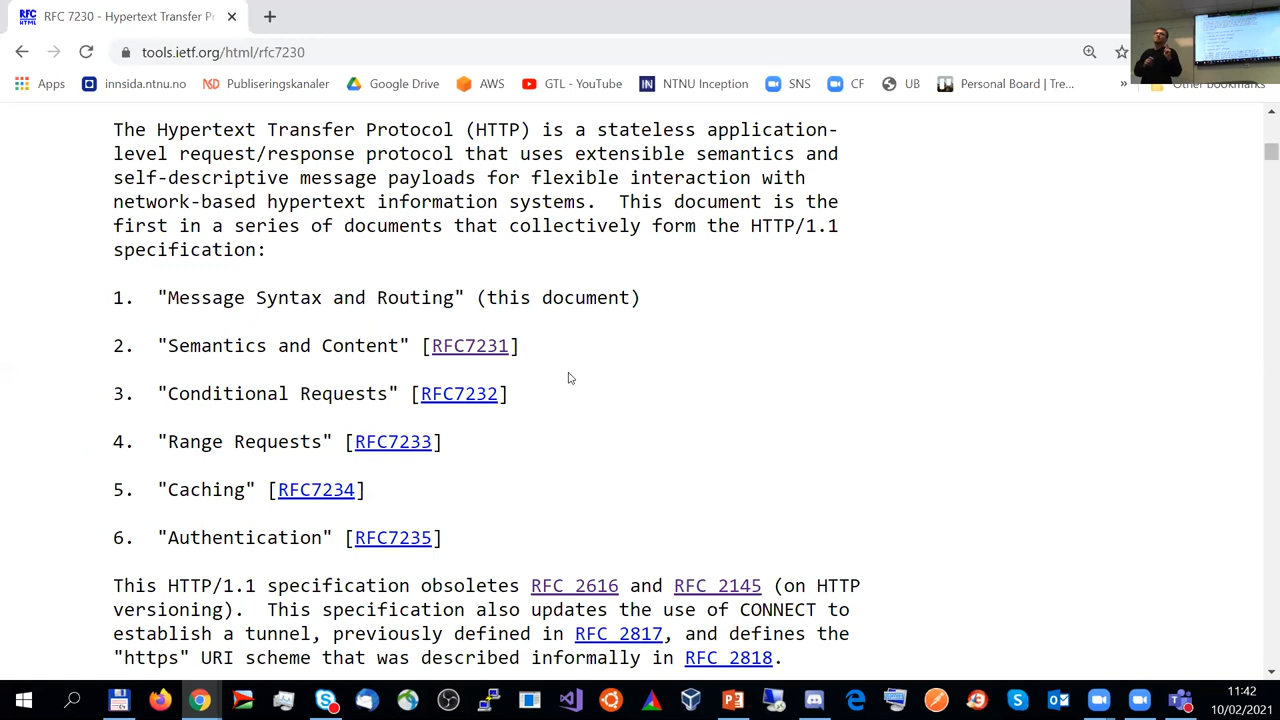 RFC 7230 - Hypertext Transfer Pr
tools.ietf.org/html/rfc7230
Apps innsida.ntnu.no Publiseringskanaler Google Drive AWS GTL - YouTube NTNU Inception SNS CF UB Personal Board | Tre... » Other bookmarks
The Hypertext Transfer Protocol (HTTP) is a stateless application-
level request/response protocol that uses extensible semantics and
self-descriptive message payloads for flexible interaction with
network-based hypertext information systems. This document is the
first in a series of documents that collectively form the HTTP/1.1
specification:
1. "Message Syntax and Routing" (this document)
2. "Semantics and Content" [RFC7231]
3. "Conditional Requests" [RFC7232]
4. "Range Requests" [RFC7233]
5. "Caching" [RFC7234]
6. "Authentication" [RFC7235]
This HTTP/1.1 specification obsoletes RFC 2616 and RFC 2145 (on HTTP
versioning). This specification also updates the use of CONNECT to
establish a tunnel, previously defined in RFC 2817, and defines the
"https" URI scheme that was described informally in RFC 2818.
11:42
10/02/2021